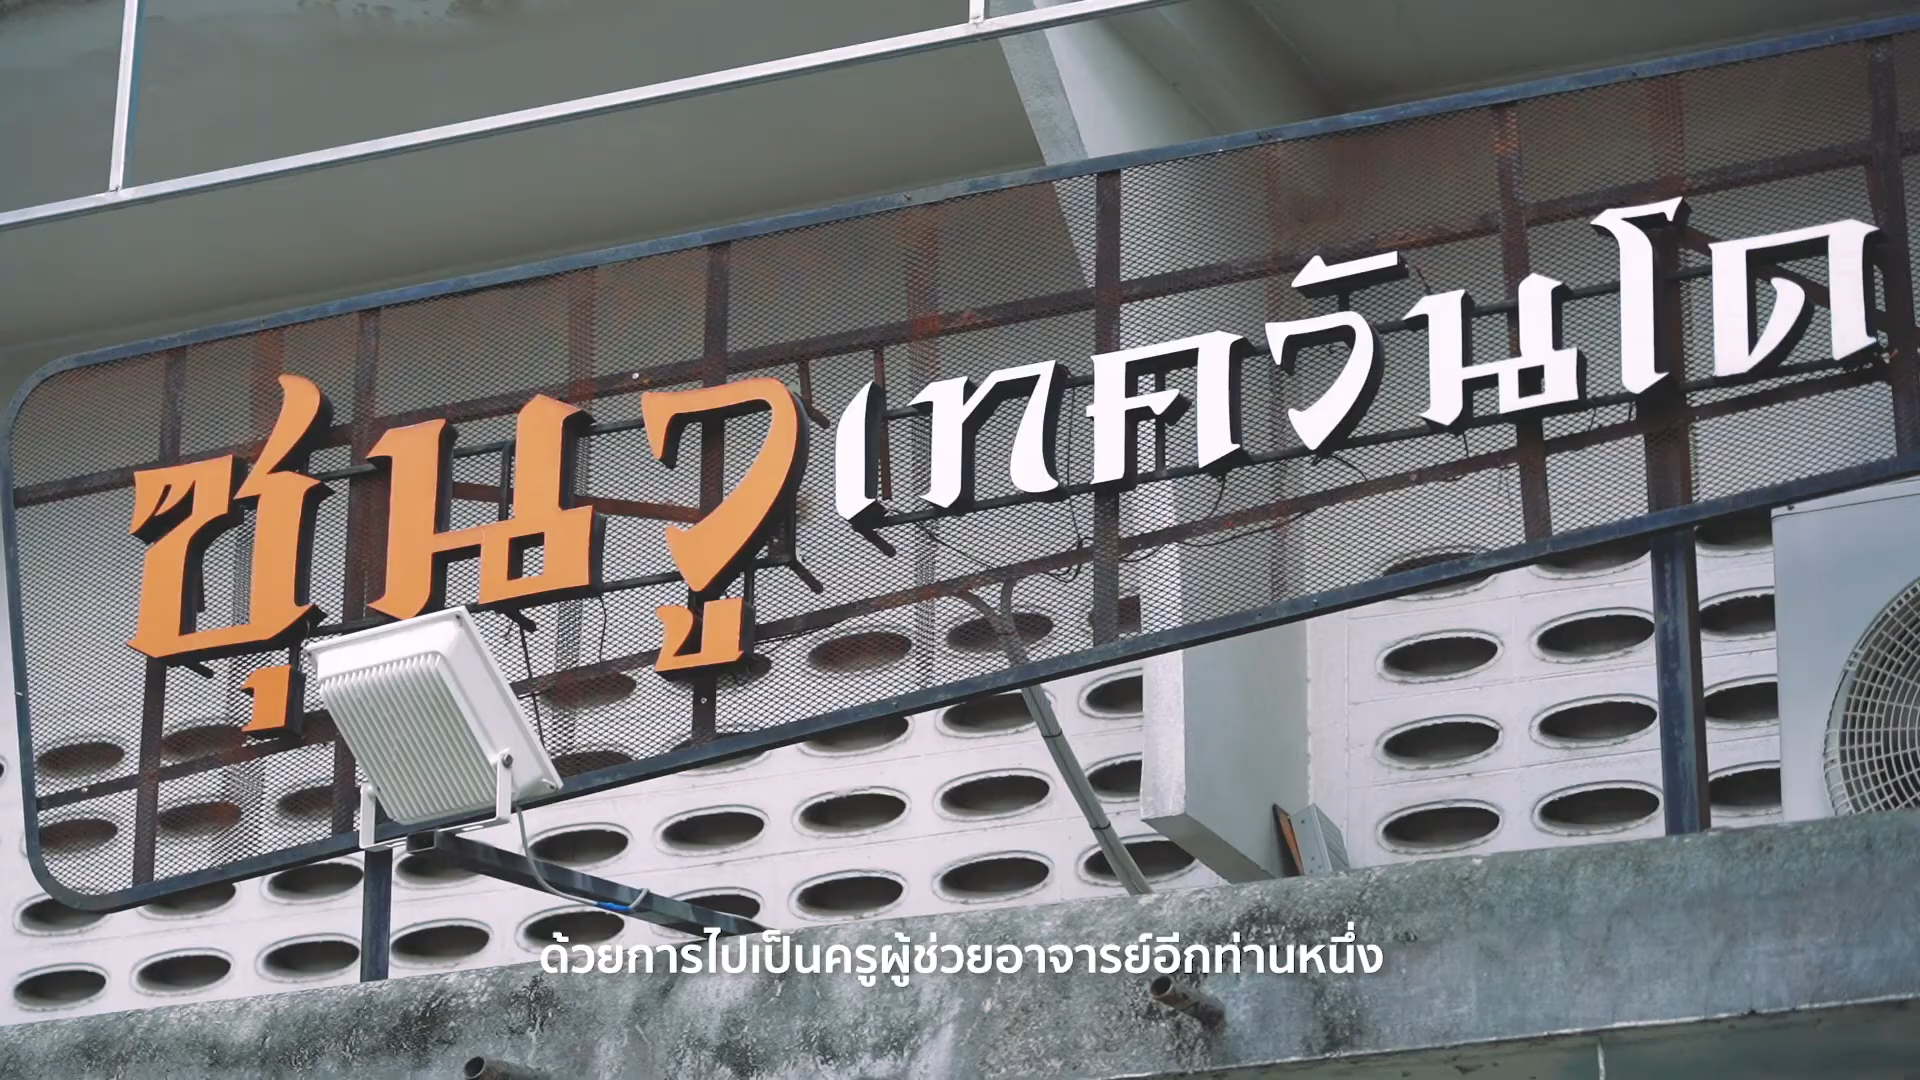 ซุนวูเทควันโด
ด้วยการไปเป็นครูผู้ช่วยอาจารย์อีกท่านหนึ่ง